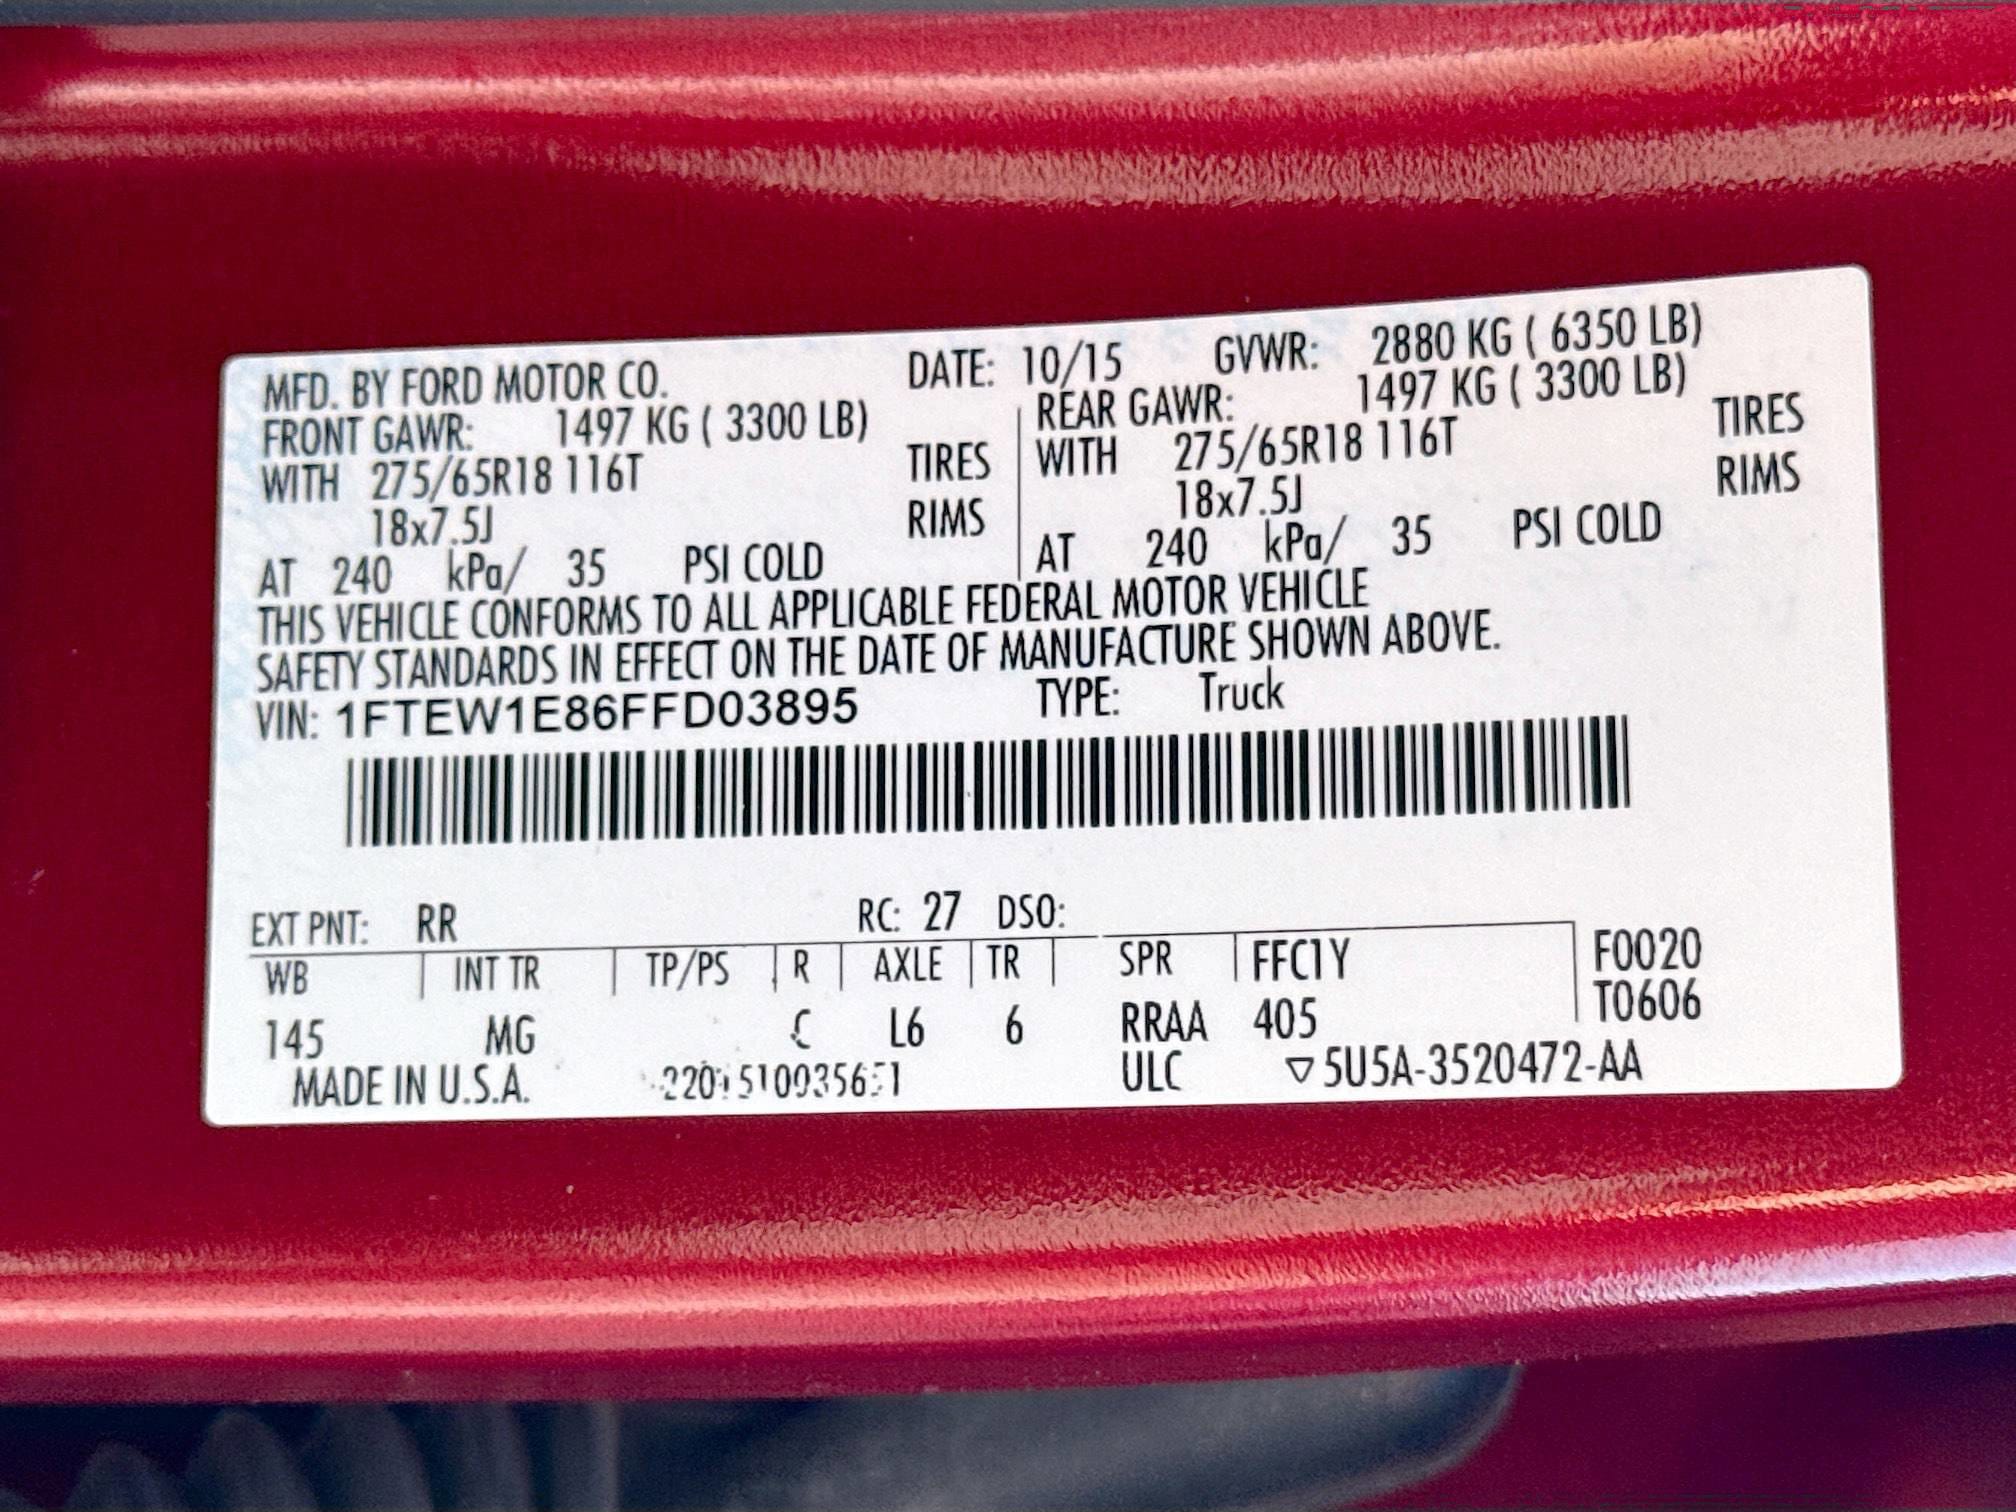 MFD. BY FORD MOTOR CO. DATE: 10/15 GVWR: 2880 KG ( 6350 LB)
FRONT GAWR: 1497 KG ( 3300 LB) REAR GAWR: 1497 KG ( 3300 LB)
WITH 275/65R18 116T TIRES WITH 275/65R18 116T TIRES
18x7.5J RIMS 18x7.5J RIMS
AT 240 kPa/ 35 PSI COLD AT 240 kPa/ 35 PSI COLD
THIS VEHICLE CONFORMS TO ALL APPLICABLE FEDERAL MOTOR VEHICLE
SAFETY STANDARDS IN EFFECT ON THE DATE OF MANUFACTURE SHOWN ABOVE.
VIN: 1FTEW1E86FFD03895 TYPE: Truck
EXT PNT: RR RC: 27 DSO:
WB INT TR TP/PS R AXLE TR SPR FFC1Y F0020
145 MG C L6 6 RRAA 405 T0606
MADE IN U.S.A. ULC ▽5U5A-3520472-AA